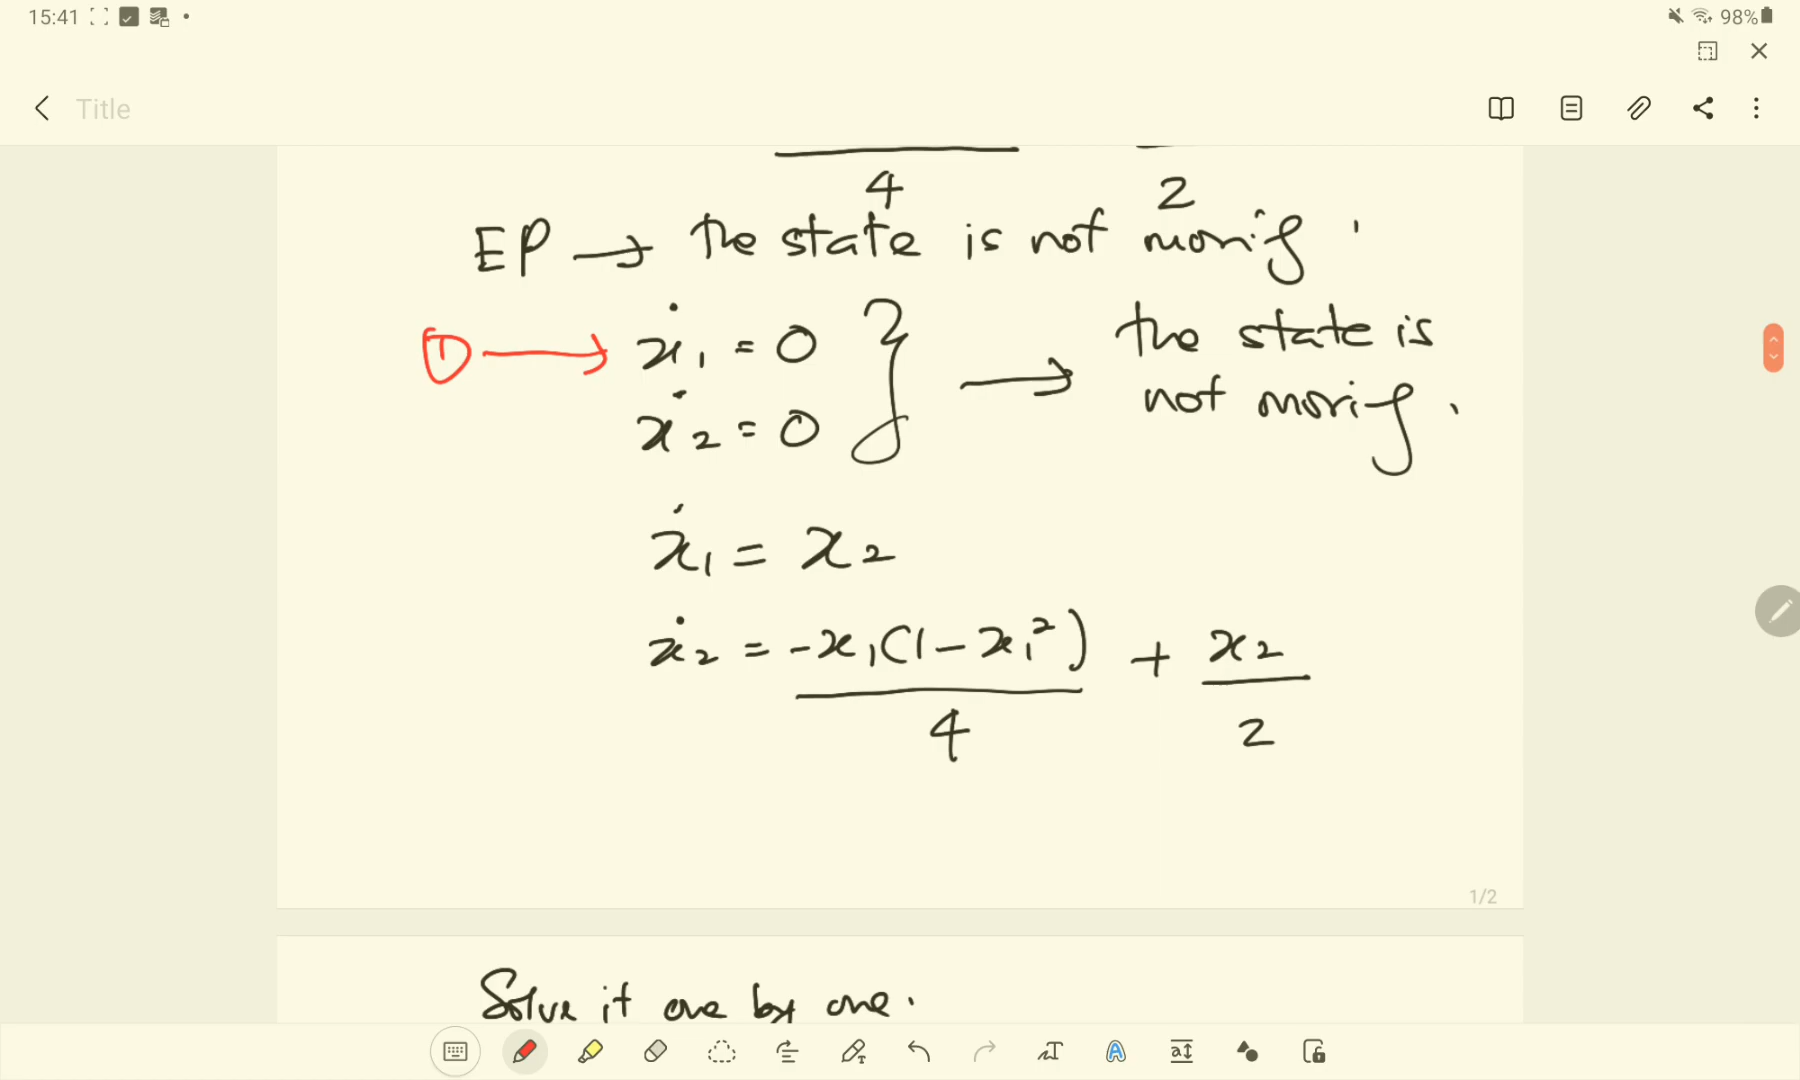 15:41 98%
Title
4 2
EP → the state is not moving.
① → ẋ₁ = 0 } → the state is
ẋ₂ = 0 not moving.
ẋ₁ = x₂
ẋ₂ = -x₁(1-x₁²) + x₂
4 2
1/2
Solve it one by one.